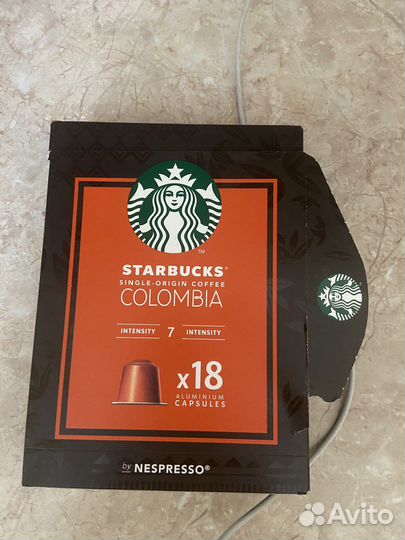 STARBUCKS®
SINGLE-ORIGIN COFFEE
COLOMBIA
INTENSITY 7 INTENSITY
x18
ALUMINIUM
CAPSULES
by NESPRESSO®
Avito